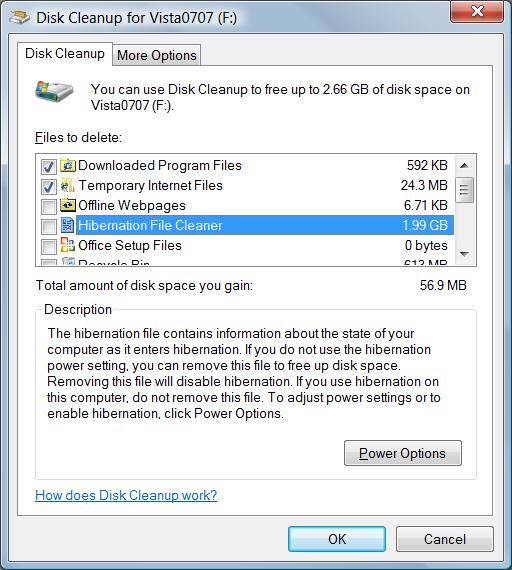 Disk Cleanup for Vista0707 (F:)
Disk Cleanup More Options
You can use Disk Cleanup to free up to 2.66 GB of disk space on
Vista0707 (F:).
Files to delete:
Downloaded Program Files 592 KB
Temporary Internet Files 24.3 MB
Offline Webpages 6.71 KB
Hibernation File Cleaner 1.99 GB
Office Setup Files 0 bytes
Recycle Bin 613 MB
Total amount of disk space you gain: 56.9 MB
Description
The hibernation file contains information about the state of your
computer as it enters hibernation. If you do not use the hibernation
power setting, you can remove this file to free up disk space.
Removing this file will disable hibernation. If you use hibernation on
this computer, do not remove this file. To adjust power settings or to
enable hibernation, click Power Options.
Power Options
How does Disk Cleanup work?
OK Cancel